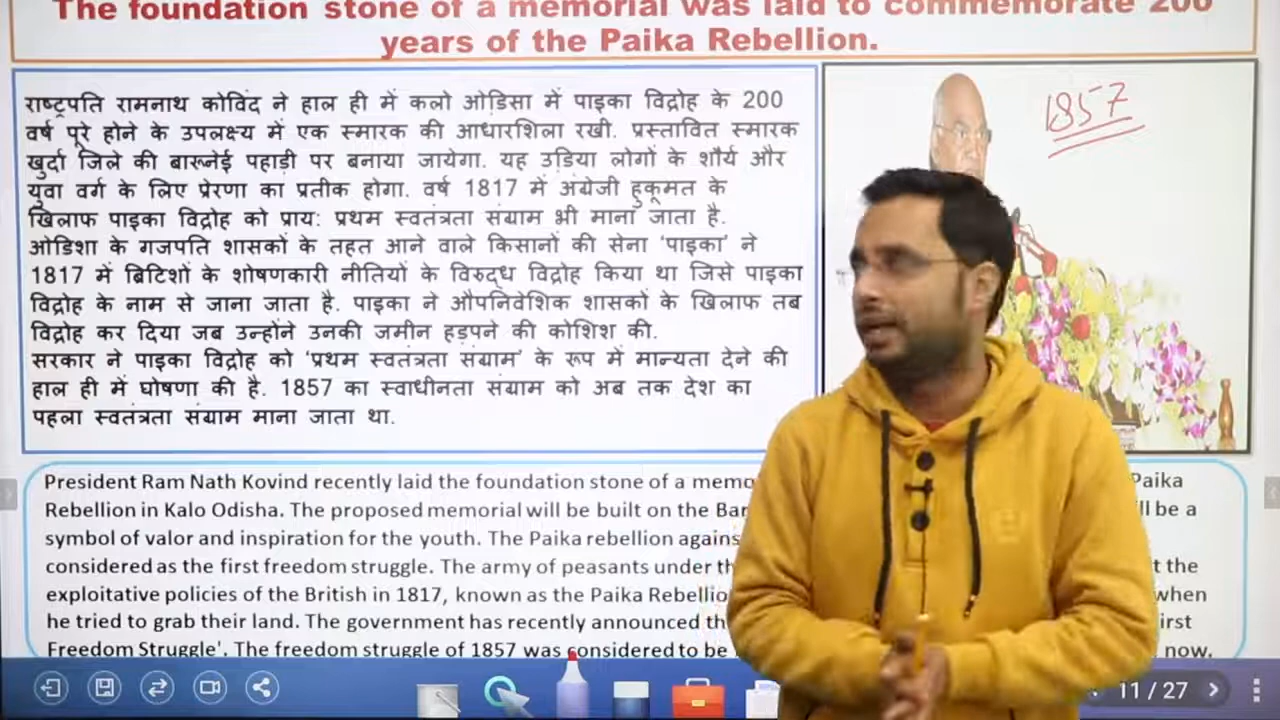 The foundation stone of a memorial was laid to commemorate 200
years of the Paika Rebellion.
राष्ट्रपति रामनाथ कोविंद ने हाल ही में कलो ओडिसा में पाइका विद्रोह के 200
वर्ष पूरे होने के उपलक्ष्य में एक स्मारक की आधारशिला रखी. प्रस्तावित स्मारक
खुर्दा जिले की बारूनेई पहाड़ी पर बनाया जायेगा. यह उड़िया लोगों के शौर्य और
युवा वर्ग के लिए प्रेरणा का प्रतीक होगा. वर्ष 1817 में अंग्रेजी हुकूमत के
खिलाफ पाइका विद्रोह को प्राय: प्रथम स्वतंत्रता संग्राम भी माना जाता है.
ओडिशा के गजपति शासकों के तहत आने वाले किसानों की सेना 'पाइका' ने
1817 में ब्रिटिशों के शोषणकारी नीतियों के विरुद्ध विद्रोह किया था जिसे पाइका
विद्रोह के नाम से जाना जाता है. पाइका ने औपनिवेशिक शासकों के खिलाफ तब
विद्रोह कर दिया जब उन्होंने उनकी जमीन हड़पने की कोशिश की.
सरकार ने पाइका विद्रोह को 'प्रथम स्वतंत्रता संग्राम' के रूप में मान्यता देने की
हाल ही में घोषणा की है. 1857 का स्वाधीनता संग्राम को अब तक देश का
पहला स्वतंत्रता संग्राम माना जाता था.
1857
President Ram Nath Kovind recently laid the foundation stone of a Paika
Rebellion in Kalo Odisha. The proposed memorial will be built on the be a
symbol of valor and inspiration for the youth. The Paika rebellion
considered as the first freedom struggle. The army of peasants under the
exploitative policies of the British in 1817, known as the Paika when
he tried to grab their land. The government has recently announced
Freedom Struggle'. The freedom struggle of 1857 was considered to be now.
11 / 27